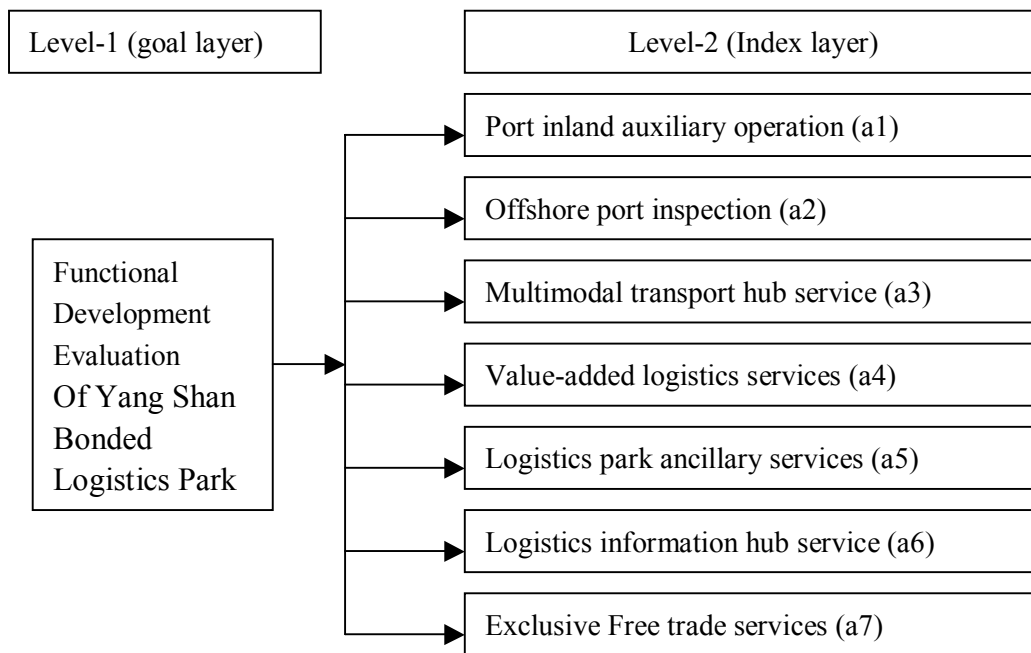 Level-1 (goal layer)
Level-2 (Index layer)
Port inland auxiliary operation (a1)
Offshore port inspection (a2)
Functional
Development
Evaluation
Of Yang Shan
Bonded
Logistics Park
Multimodal transport hub service (a3)
Value-added logistics services (a4)
Logistics park ancillary services (a5)
Logistics information hub service (a6)
Exclusive Free trade services (a7)